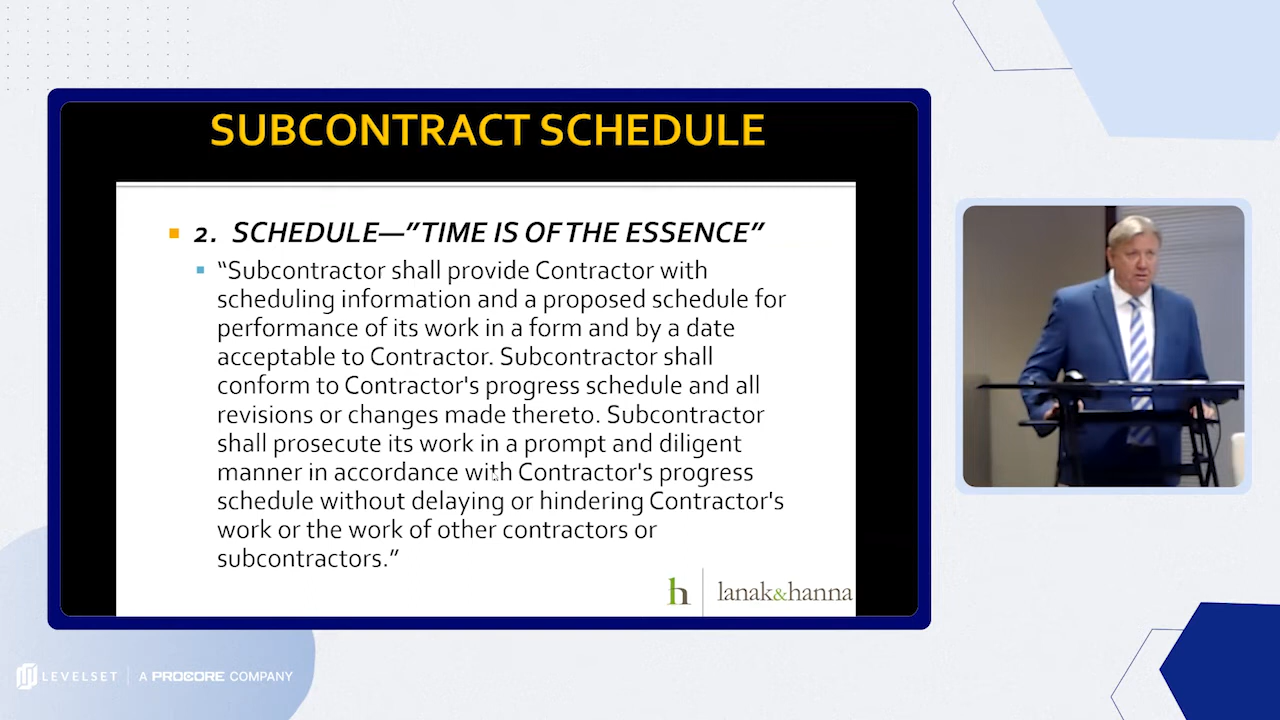 SUBCONTRACT SCHEDULE
2. SCHEDULE—"TIME IS OF THE ESSENCE"
“Subcontractor shall provide Contractor with
scheduling information and a proposed schedule for
performance of its work in a form and by a date
acceptable to Contractor. Subcontractor shall
conform to Contractor's progress schedule and all
revisions or changes made thereto. Subcontractor
shall prosecute its work in a prompt and diligent
manner in accordance with Contractor's progress
schedule without delaying or hindering Contractor's
work or the work of other contractors or
subcontractors.”
h lanak&hanna
LEVELSET | A PROCORE COMPANY